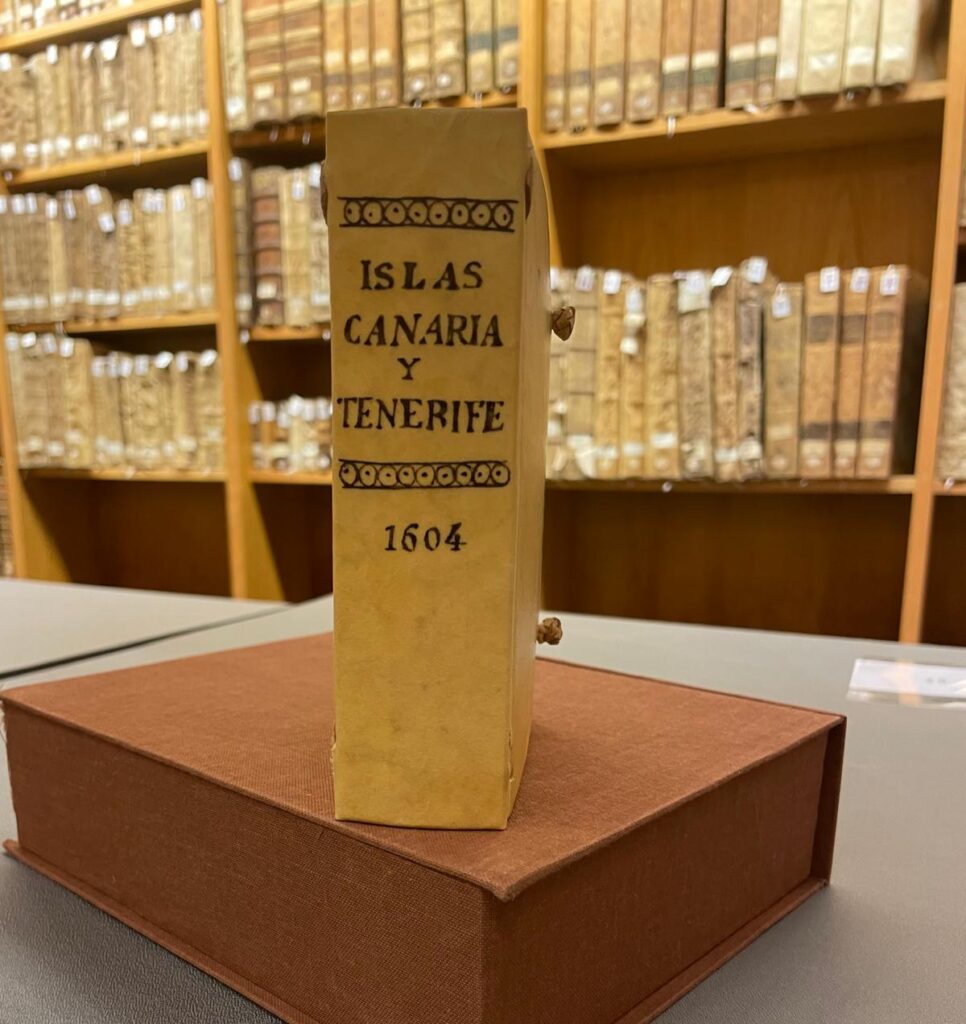 ISLAS
CANARIA
Y
TENERIFE
1604